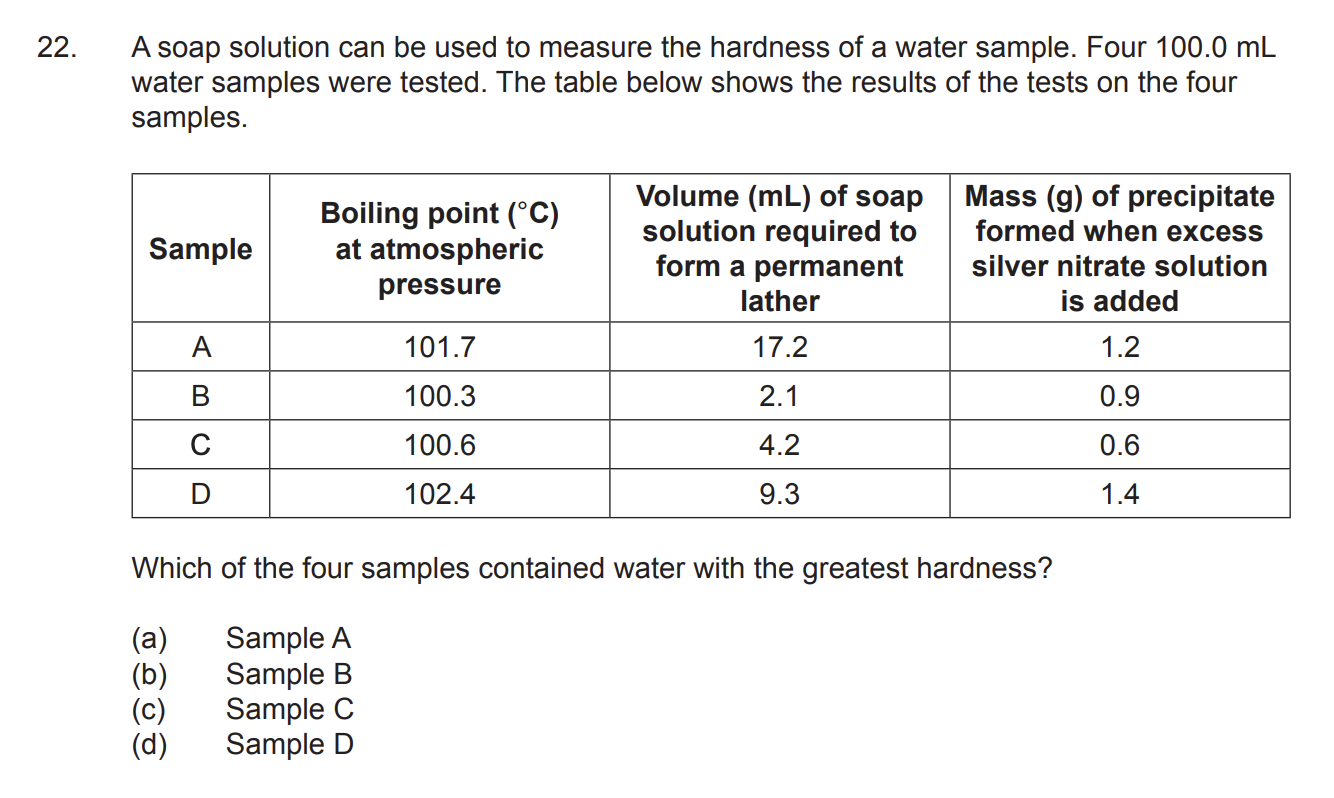 22. A soap solution can be used to measure the hardness of a water sample. Four 100.0 mL
water samples were tested. The table below shows the results of the tests on the four
samples.
Sample | Boiling point (°C) at atmospheric pressure | Volume (mL) of soap solution required to form a permanent lather | Mass (g) of precipitate formed when excess silver nitrate solution is added
A 101.7 17.2 1.2
B 100.3 2.1 0.9
C 100.6 4.2 0.6
D 102.4 9.3 1.4
Which of the four samples contained water with the greatest hardness?
(a) Sample A
(b) Sample B
(c) Sample C
(d) Sample D